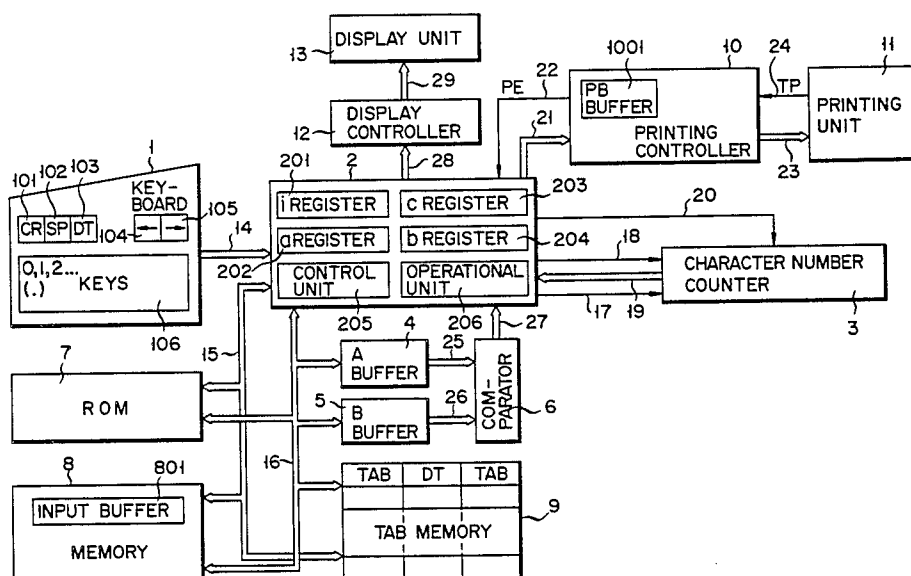 DISPLAY UNIT
13
29
DISPLAY CONTROLLER
12
28
1001
10
24
11
PE
22
PB BUFFER
TP
PRINTING UNIT
21
PRINTING CONTROLLER
23
1
101
102
103
KEY-BOARD
105
CR
SP
DT
104
14
0,1,2...
(.)
KEYS
106
201
2
203
i REGISTER
c REGISTER
20
a REGISTER
b REGISTER
204
202
18
CONTROL UNIT
OPERATIONAL UNIT
CHARACTER NUMBER COUNTER
19
17
3
205
206
4
27
15
A BUFFER
25
7
ROM
5
26
B BUFFER
COM-PARATOR
6
16
8
801
INPUT BUFFER
MEMORY
TAB
DT
TAB
9
TAB MEMORY